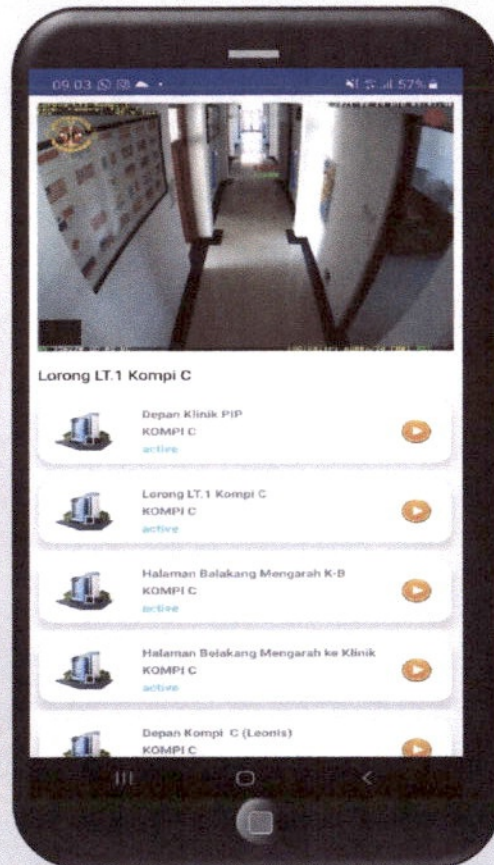 09.03
57%
Lorong LT.1 Kompi C
Depan Klinik PIP
KOMPI C
active
Lorong LT.1 Kompi C
KOMPI C
active
Halaman Balakang Mengarah K-B
KOMPI C
active
Halaman Belakang Mengarah ke Klinik
KOMPI C
active
Depan Kompi C (Leonis)
KOMPI C